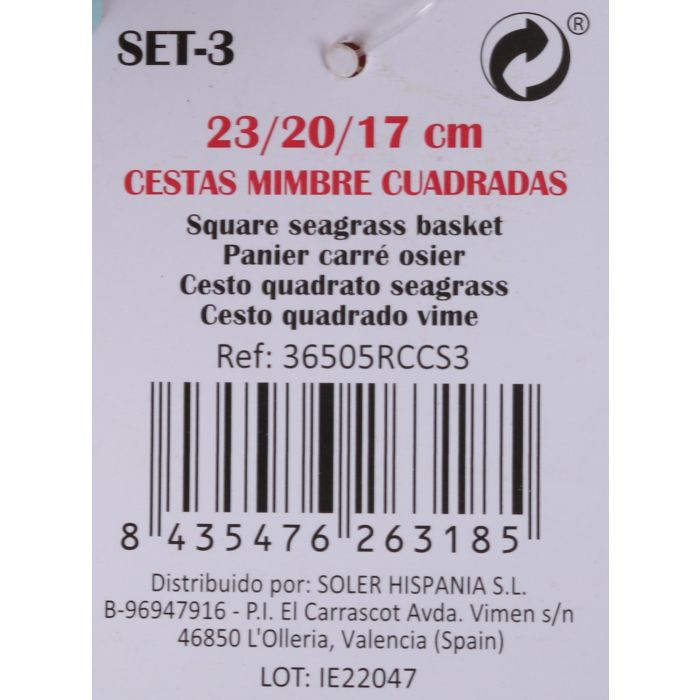 SET-3
®
23/20/17 cm
CESTAS MIMBRE CUADRADAS
Square seagrass basket
Panier carré osier
Cesto quadrato seagrass
Cesto quadrado vime
Ref: 36505RCCS3
8 435476 263185
Distribuido por: SOLER HISPANIA S.L.
B-96947916 - P.I. El Carrascot Avda. Vimen s/n
46850 L'Olleria, Valencia (Spain)
LOT: IE22047